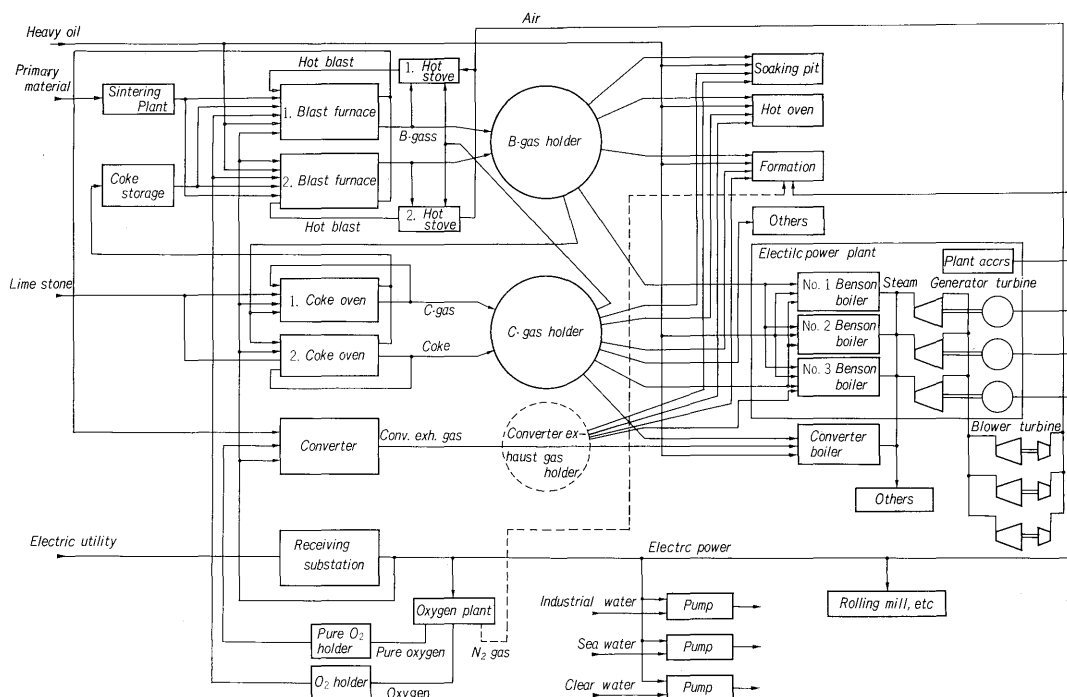 Air
Heavy oil
Primary
material
Sintering
Plant
Hot blast
1. Hot
stove
1. Blast furnace
B-gass
B-gas holder
Soaking pit
Hot oven
Coke
storage
2. Blast furnace
Hot blast
2. Hot
stove
Formation
Others
Electilc power plant
Plant accrs
Lime stone
1. Coke oven
C-gas
C-gas holder
No. 1 Benson
boiler
Steam
Generator turbine
2. Coke oven
Coke
No. 2 Benson
boiler
No. 3 Benson
boiler
Converter
Conv. exh. gas
Converter ex-
haust gas
holder
Converter
boiler
Blower turbine
Others
Electric utility
Receiving
substation
Electrc power
Oxygen plant
Rolling mill, etc
Pure O2
holder
Pure oxygen
N2 gas
O2 holder
Oxygen
Industrial water
Pump
Sea water
Pump
Clear water
Pump